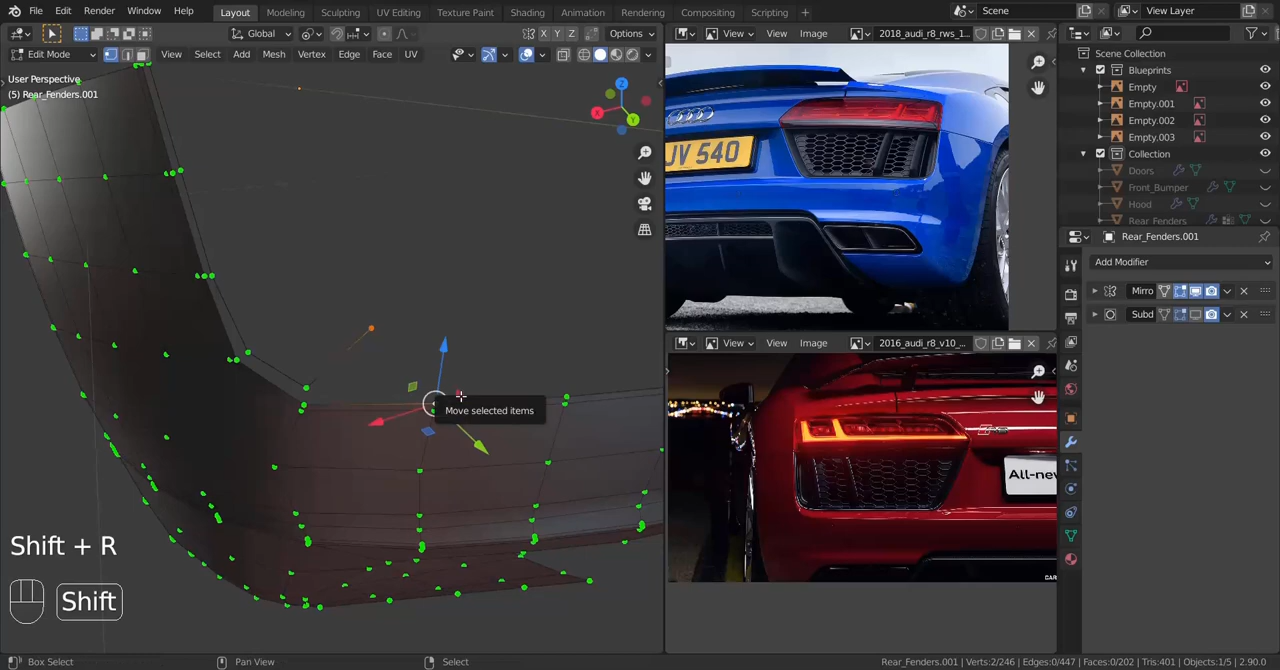 File Edit Render Window Help
Layout Modeling Sculpting UV Editing Texture Paint Shading Animation Rendering Compositing Scripting +
Scene
View Layer
Global
X Y Z
Options
Edit Mode
View Select Add Mesh Vertex Edge Face UV
User Perspective
(5) Rear_Fenders.001
Z
X
Y
Move selected items
Shift + R
Shift
View View Image
2018_audi_rws_1...
JV 540
View View Image
2016_audi_r8_v10_...
All-new
CAR
Scene Collection
Blueprints
Empty
Empty.001
Empty.002
Empty.003
Collection
Doors
Front_Bumper
Hood
Rear_Fenders
Rear_Fenders.001
Add Modifier
Mirro
Subd
Box Select
Pan View
Select
Rear_Fenders.001 | Verts:2/246 | Edges:0/447 | Faces:0/202 | Tris:401 | Objects:1/5 | 2.90.0